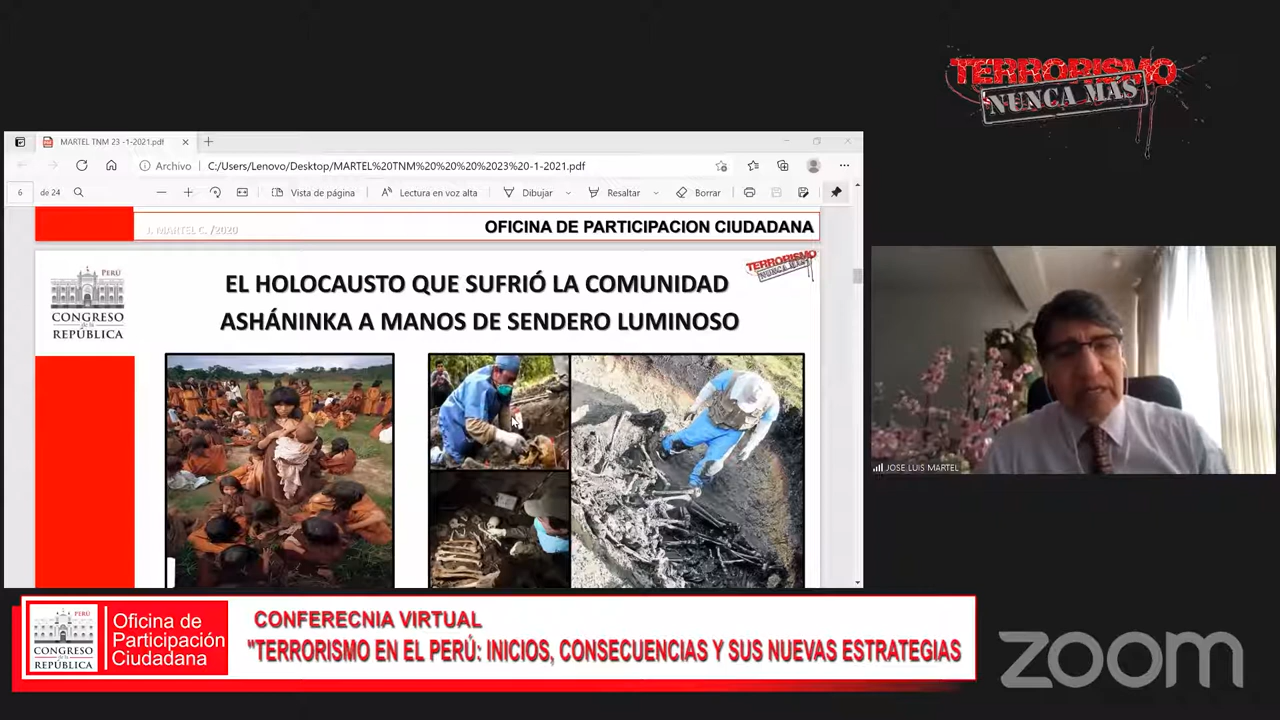 TERRORISMO
NUNCA MÁS
MARTEL TNM 23 -1-2021.pdf
Archivo
C:/Users/Lenovo/Desktop/MARTEL%20TNM%20%20%20%2023%20-1-2021.pdf
6 de 24
Vista de página
Lectura en voz alta
Dibujar
Resaltar
Borrar
J. MARTEL C. /2020
OFICINA DE PARTICIPACION CIUDADANA
PERÚ
CONGRESO
de la
REPÚBLICA
EL HOLOCAUSTO QUE SUFRIÓ LA COMUNIDAD
ASHÁNINKA A MANOS DE SENDERO LUMINOSO
TERRORISMO
NUNCA MÁS
JOSE LUIS MARTEL
PERÚ
CONGRESO
de la
REPÚBLICA
Oficina de
Participación
Ciudadana
CONFERECNIA VIRTUAL
"TERRORISMO EN EL PERÚ: INICIOS, CONSECUENCIAS Y SUS NUEVAS ESTRATEGIAS
zoom